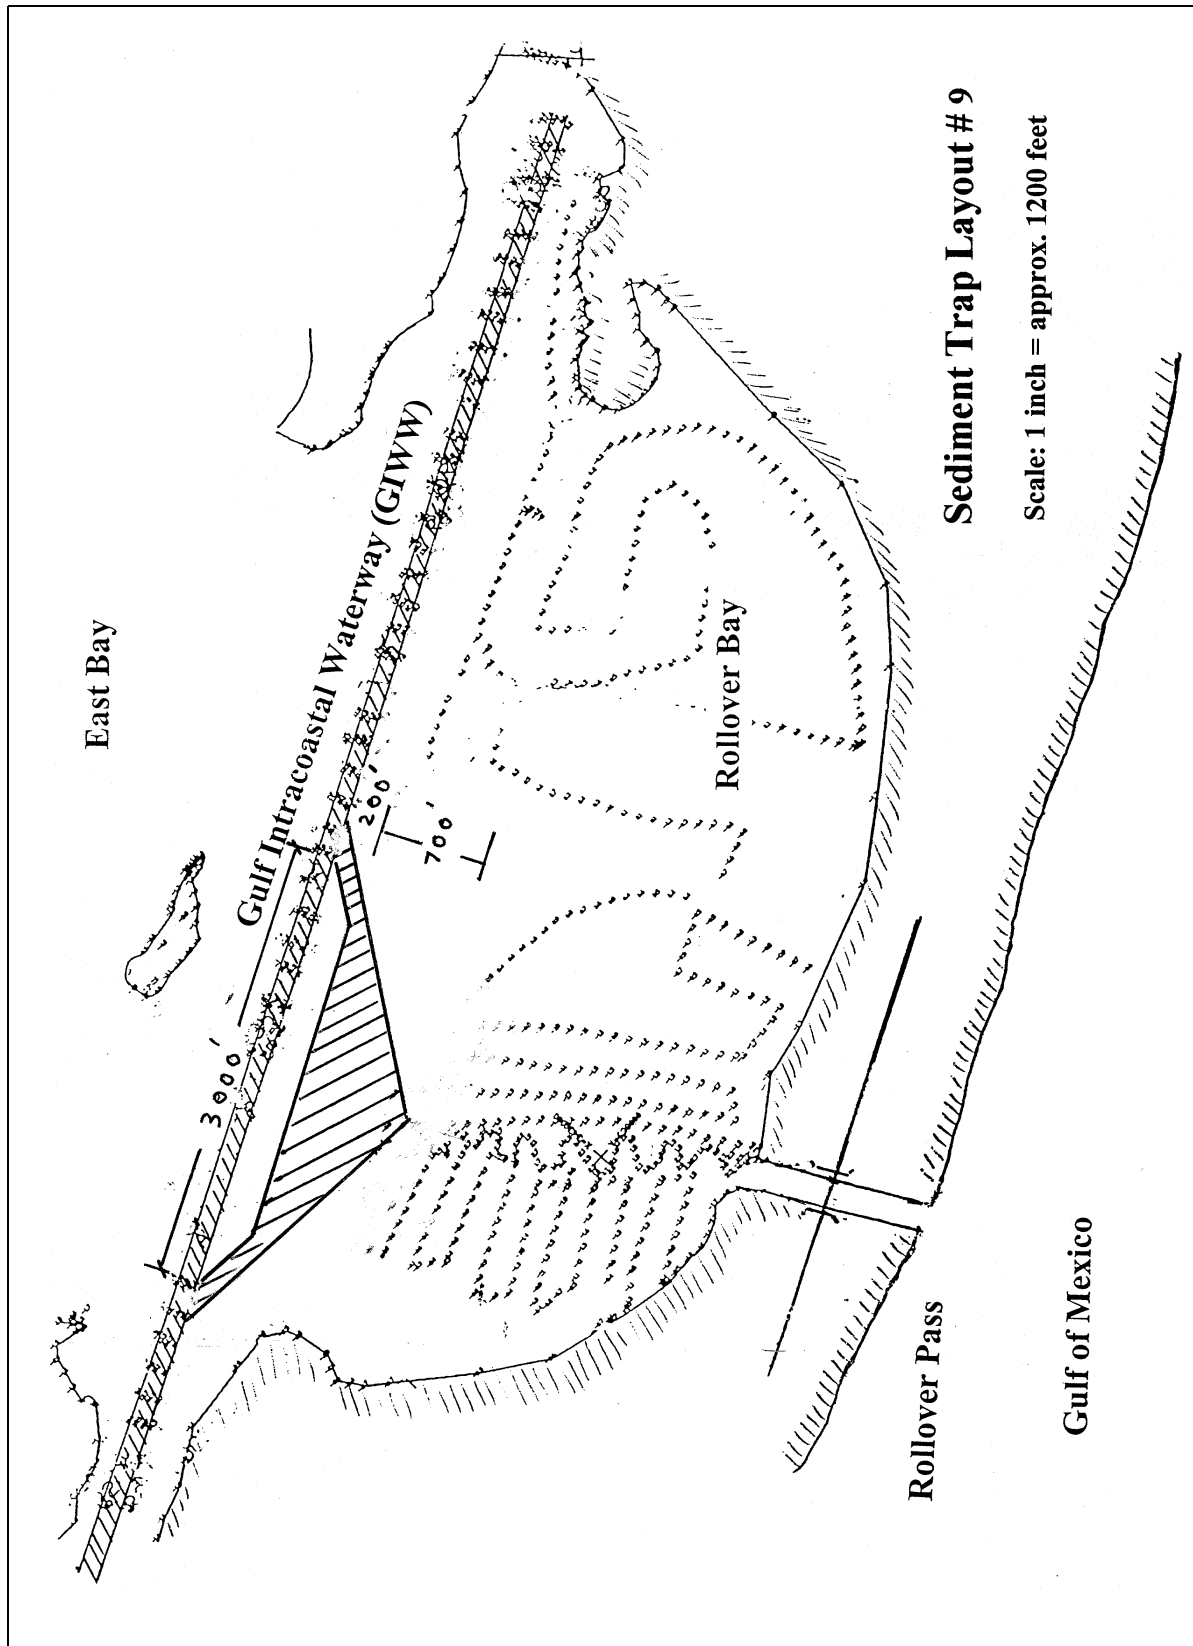 East Bay
Gulf Intracoastal Waterway (GIWW)
3000'
200'
700'
Rollover Bay
Rollover Pass
Gulf of Mexico
Sediment Trap Layout # 9
Scale: 1 inch = approx. 1200 feet